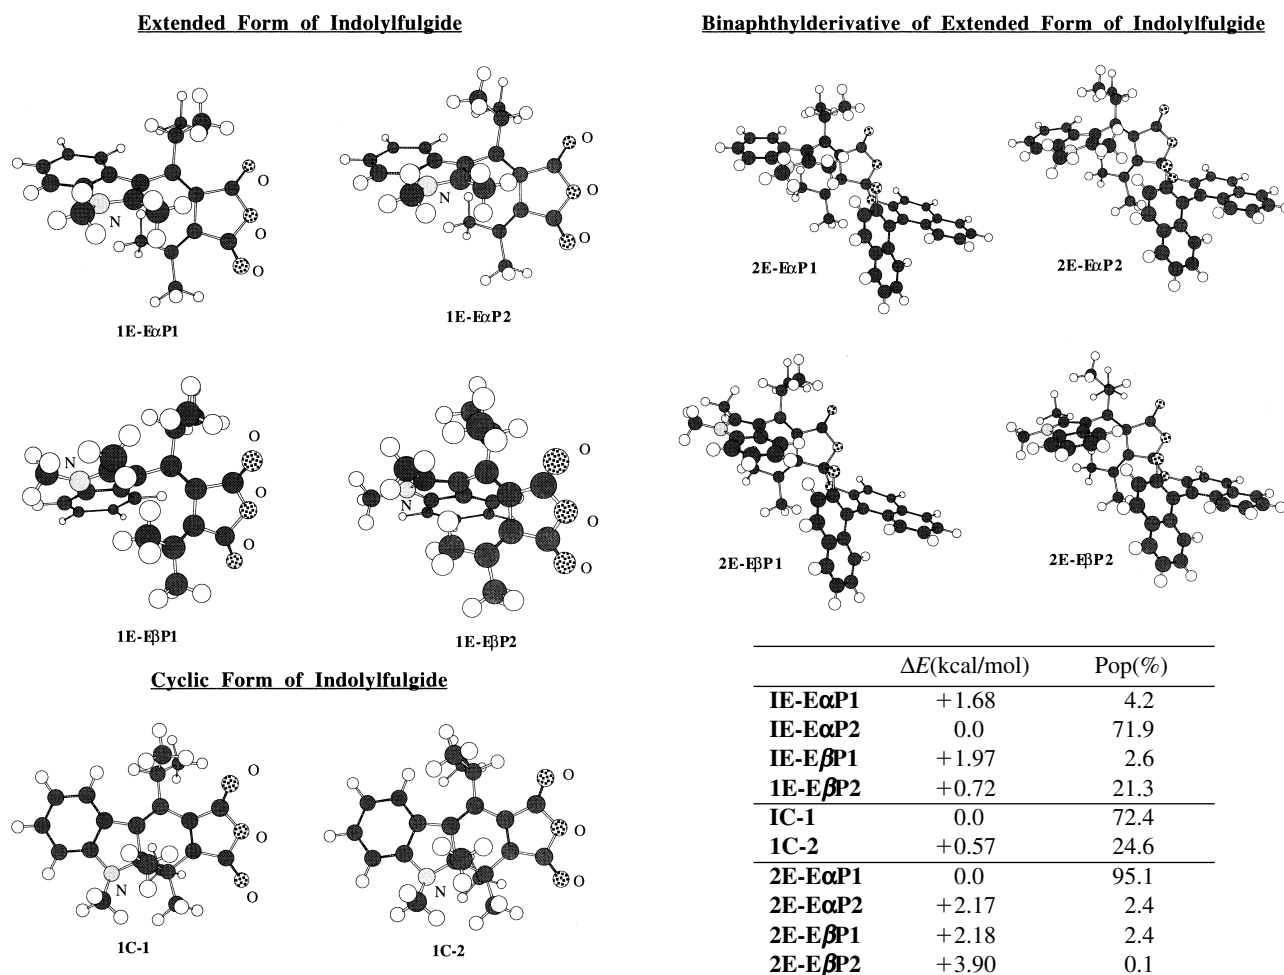 Extended Form of Indolylfulgide
O
O
O
N
1E-EαP1
O
O
O
N
1E-EαP2
N
O
O
O
1E-EβP1
N
O
O
O
1E-EβP2
Cyclic Form of Indolylfulgide
O
O
O
N
1C-1
O
O
O
N
1C-2
Binaphthylderivative of Extended Form of Indolylfulgide
2E-EαP1
2E-EαP2
2E-EβP1
2E-EβP2
ΔE(kcal/mol) Pop(%)
IE-EαP1 +1.68 4.2
IE-EαP2 0.0 71.9
IE-EβP1 +1.97 2.6
1E-EβP2 +0.72 21.3
IC-1 0.0 72.4
1C-2 +0.57 24.6
2E-EαP1 0.0 95.1
2E-EαP2 +2.17 2.4
2E-EβP1 +2.18 2.4
2E-EβP2 +3.90 0.1